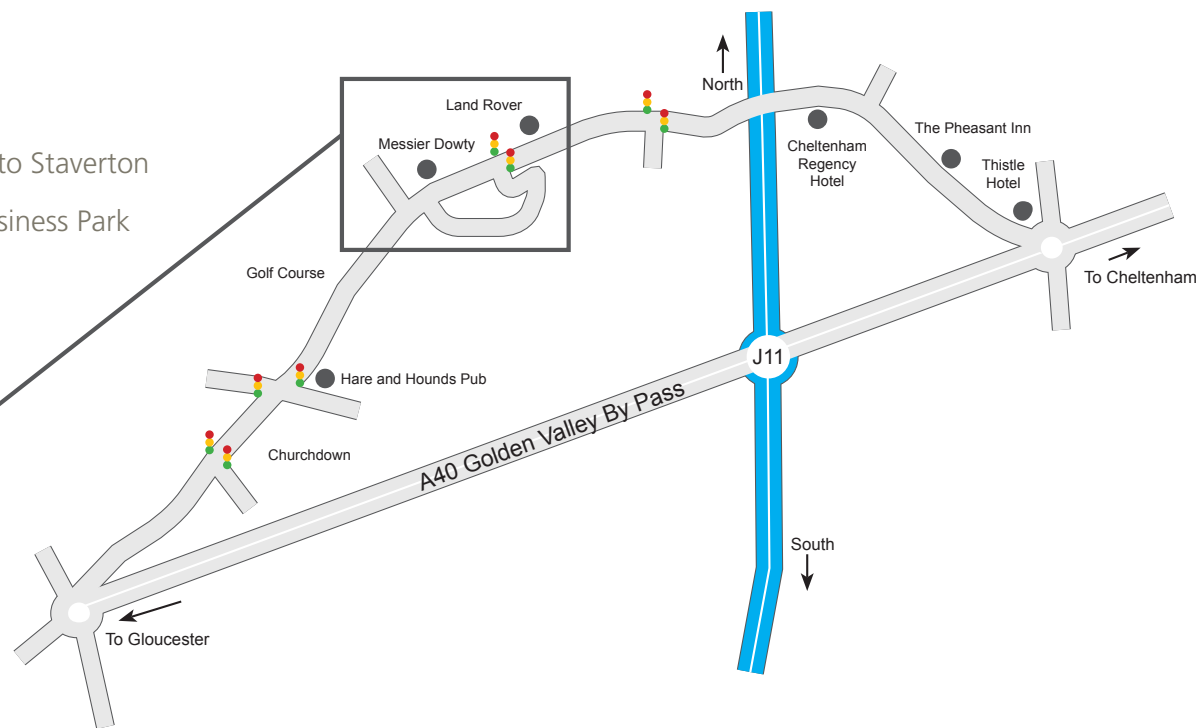 North
Land Rover
Messier Dowty
to Staverton
siness Park
The Pheasant Inn
Cheltenham
Regency
Hotel
Thistle
Hotel
Golf Course
To Cheltenham
J11
Hare and Hounds Pub
A40 Golden Valley By Pass
Churchdown
South
To Gloucester